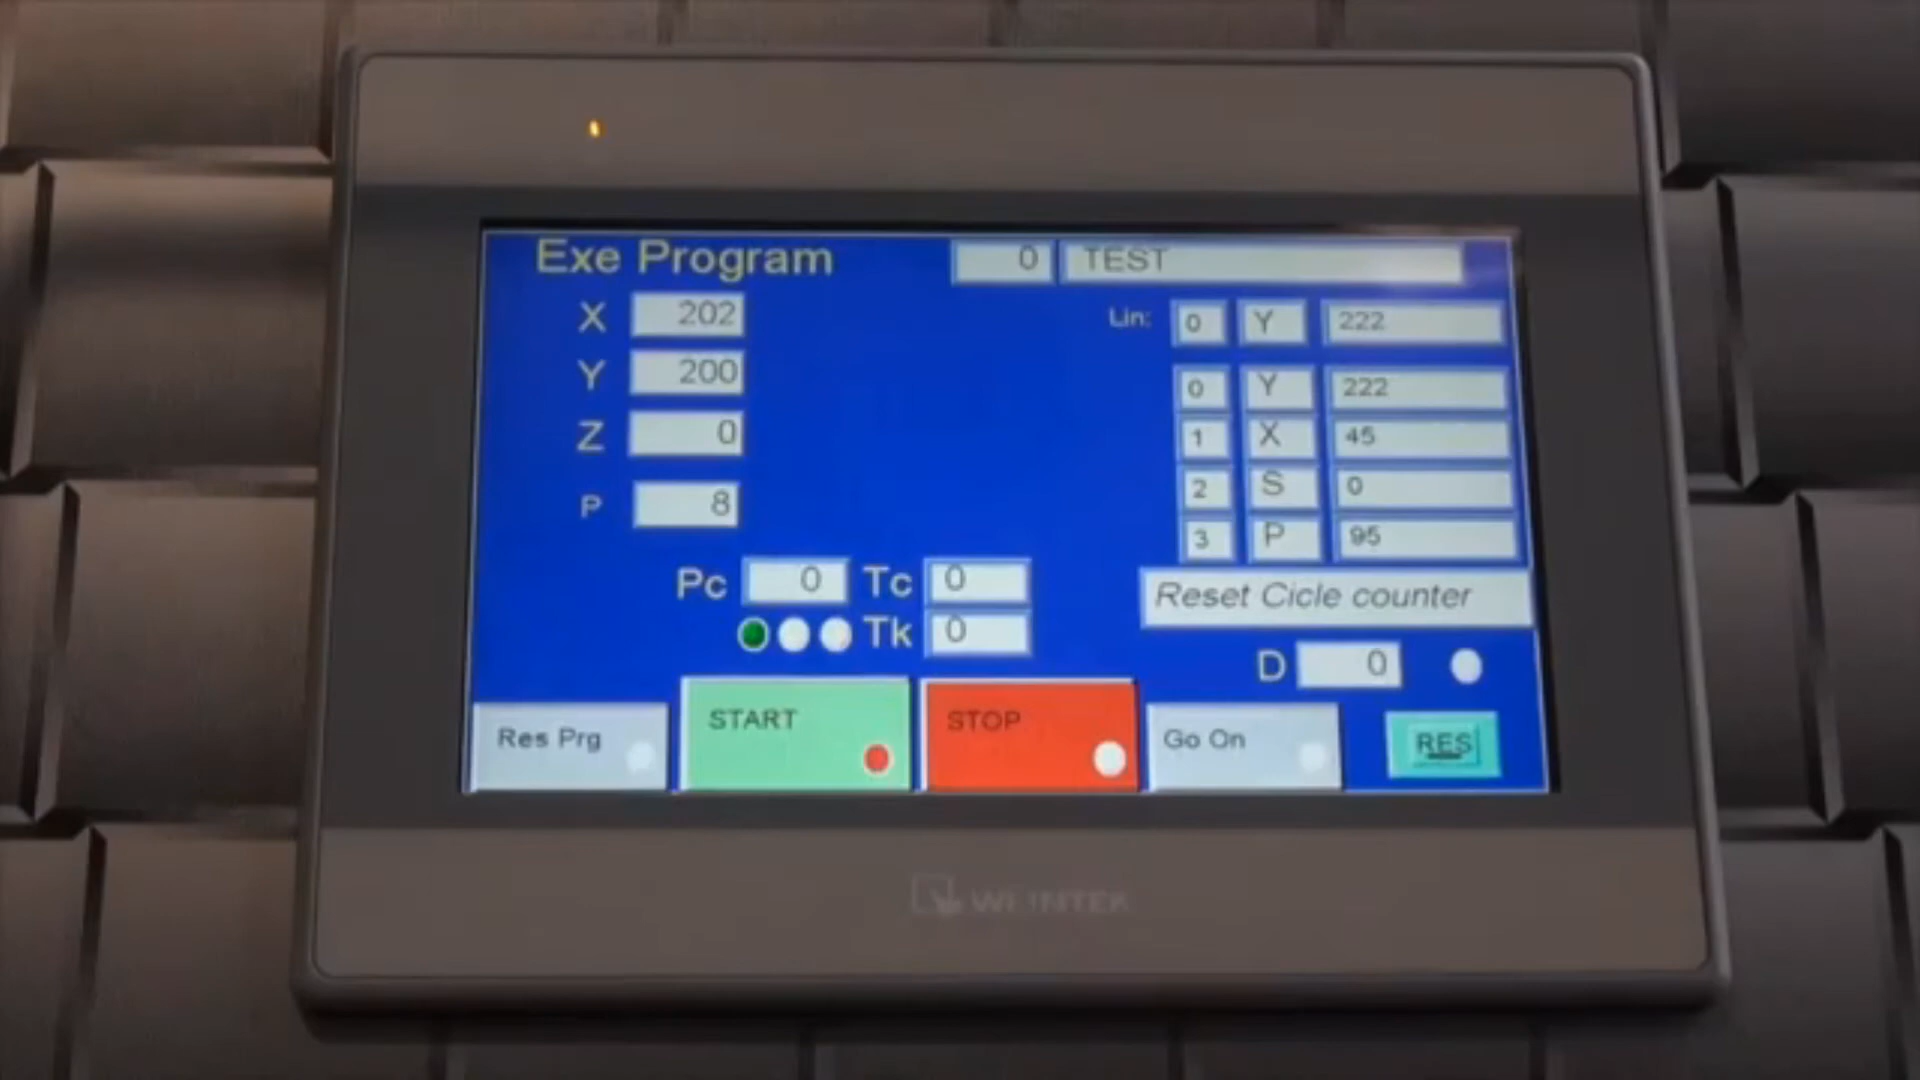 Exe Program 0 TEST
X 202 Lin: 0 Y 222
Y 200 0 Y 222
Z 0 1 X 45
2 S 0
P 8 3 P 95
Pc 0 Tc 0 Reset Cicle counter
Tk 0
D 0
Res Prg START STOP Go On RES
WEINTEK